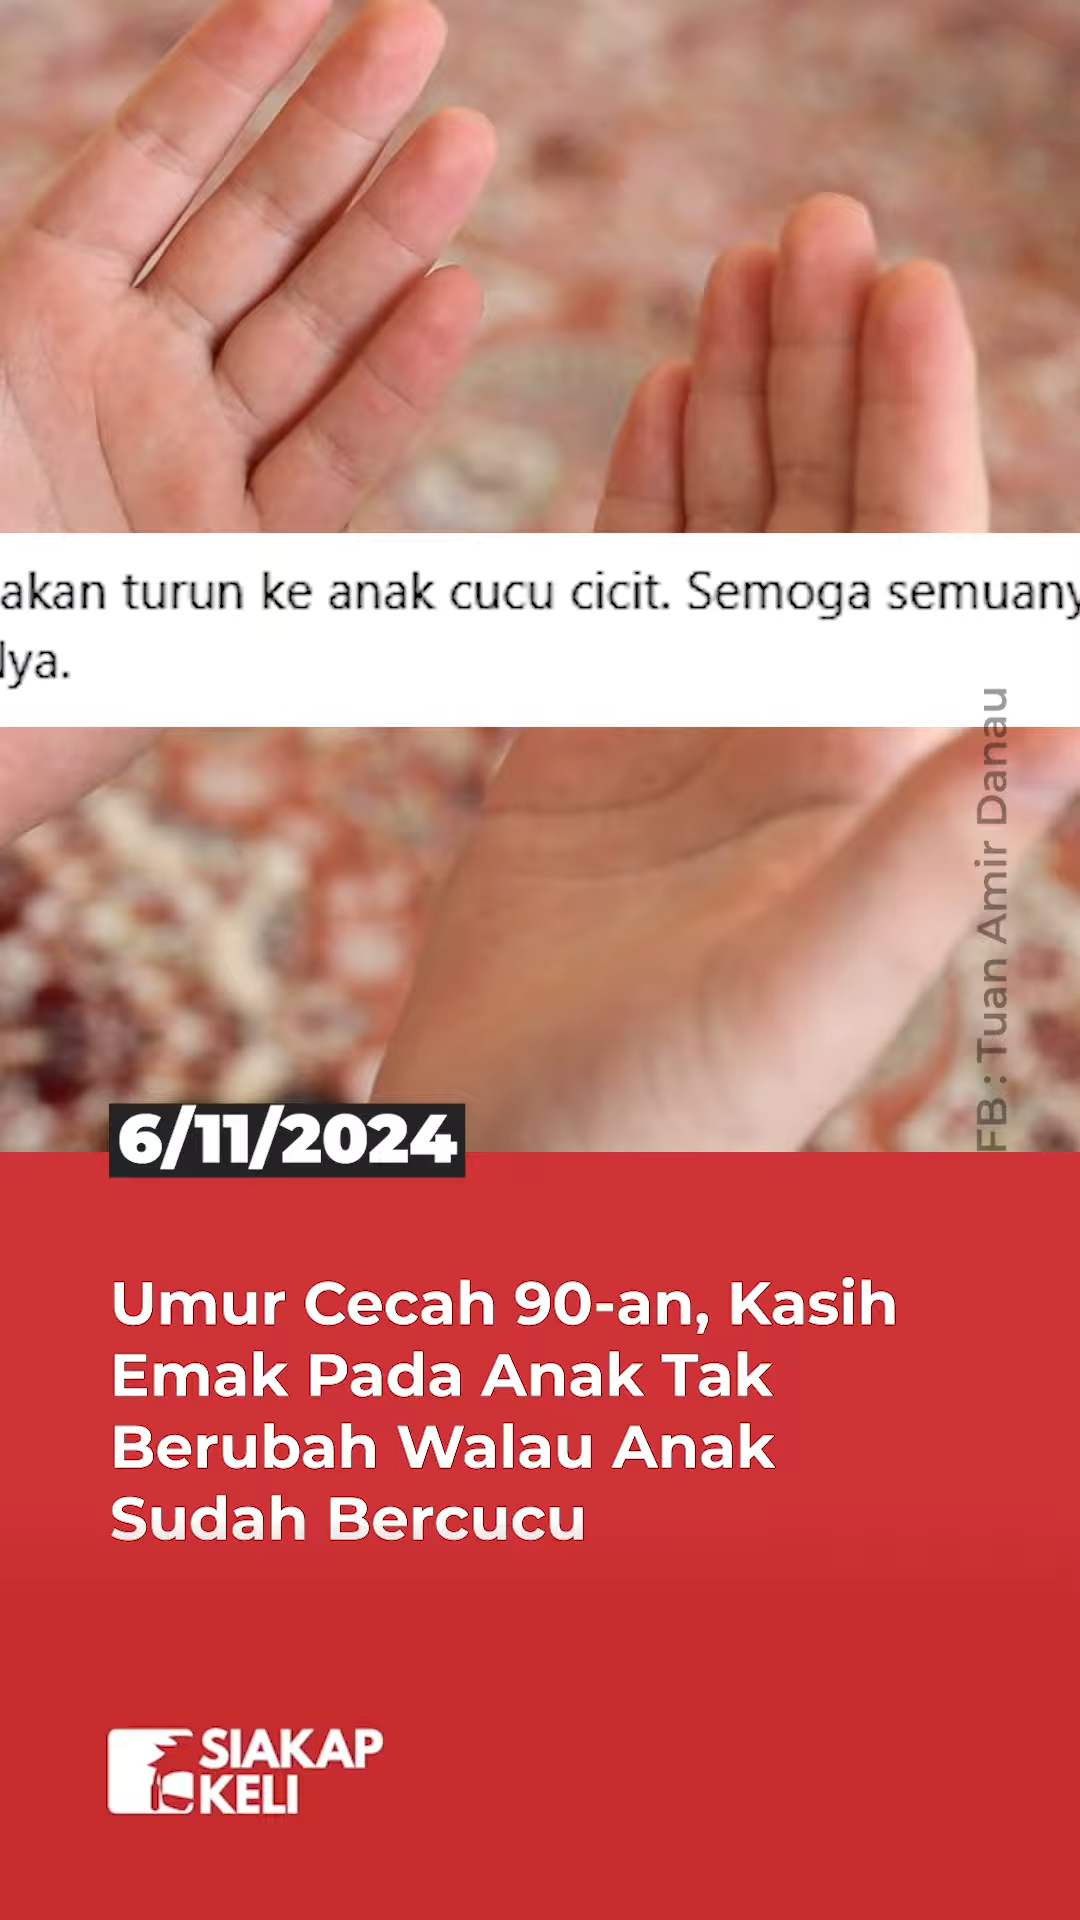 akan turun ke anak cucu cicit. Semoga semuany
lya.
FB : Tuan Amir Danau
6/11/2024
Umur Cecah 90-an, Kasih
Emak Pada Anak Tak
Berubah Walau Anak
Sudah Bercucu
SIAKAP
KELI